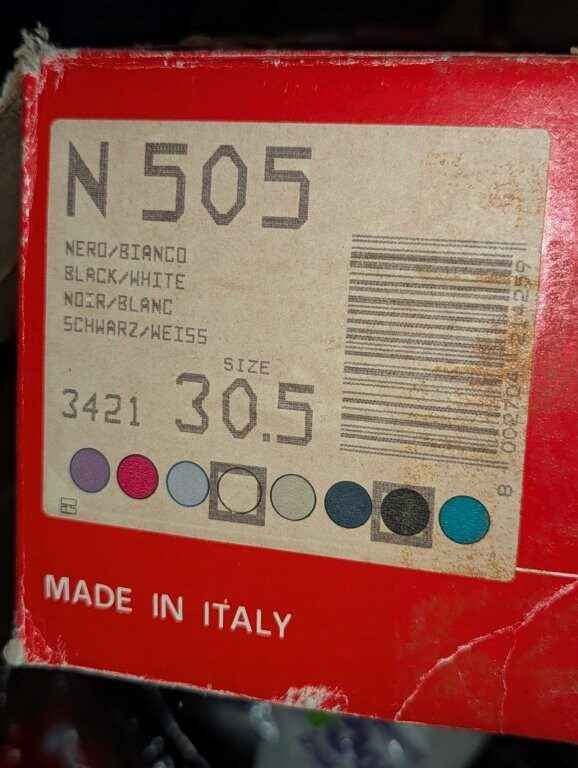 N 505
NERO/BIANCO
BLACK/WHITE
NOIR/BLANC
SCHWARZ/WEISS
SIZE
3421 30.5
MADE IN ITALY